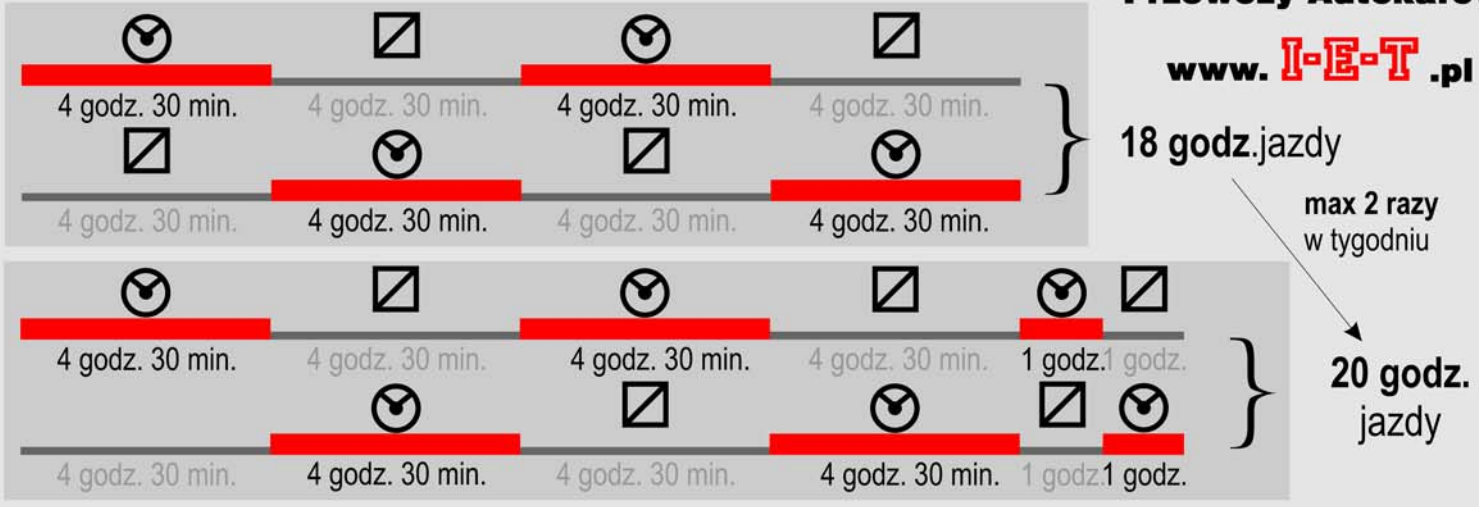 www. I-E-T .pl
4 godz. 30 min. 4 godz. 30 min. 4 godz. 30 min. 4 godz. 30 min.
18 godz.jazdy
4 godz. 30 min. 4 godz. 30 min. 4 godz. 30 min. 4 godz. 30 min.
max 2 razy
w tygodniu
4 godz. 30 min. 4 godz. 30 min. 4 godz. 30 min. 4 godz. 30 min. 1 godz. 1 godz.
20 godz.
jazdy
4 godz. 30 min. 4 godz. 30 min. 4 godz. 30 min. 4 godz. 30 min. 1 godz. 1 godz.